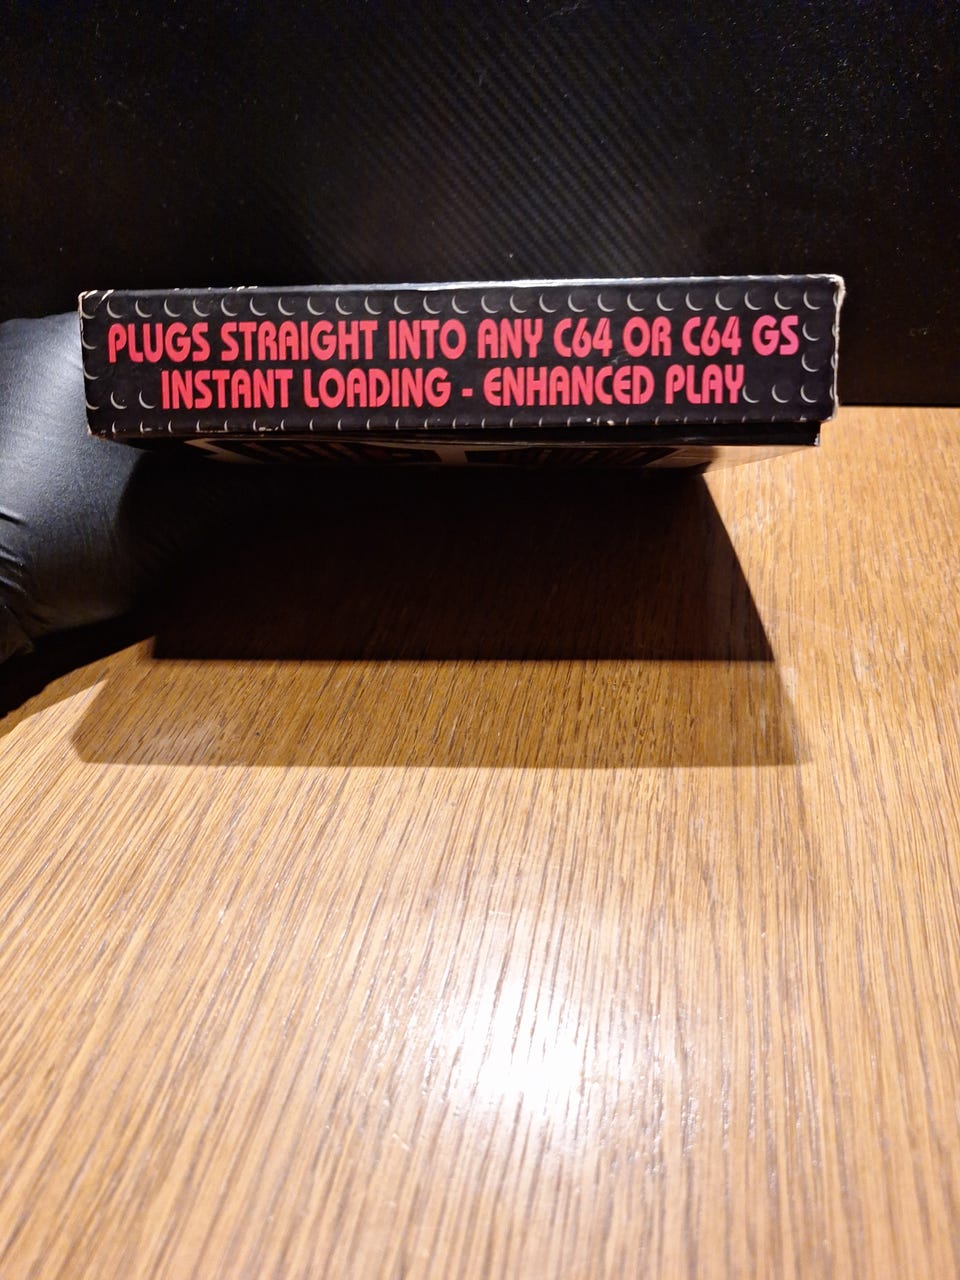 PLUGS STRAIGHT INTO ANY C64 OR C64 GS
INSTANT LOADING - ENHANCED PLAY